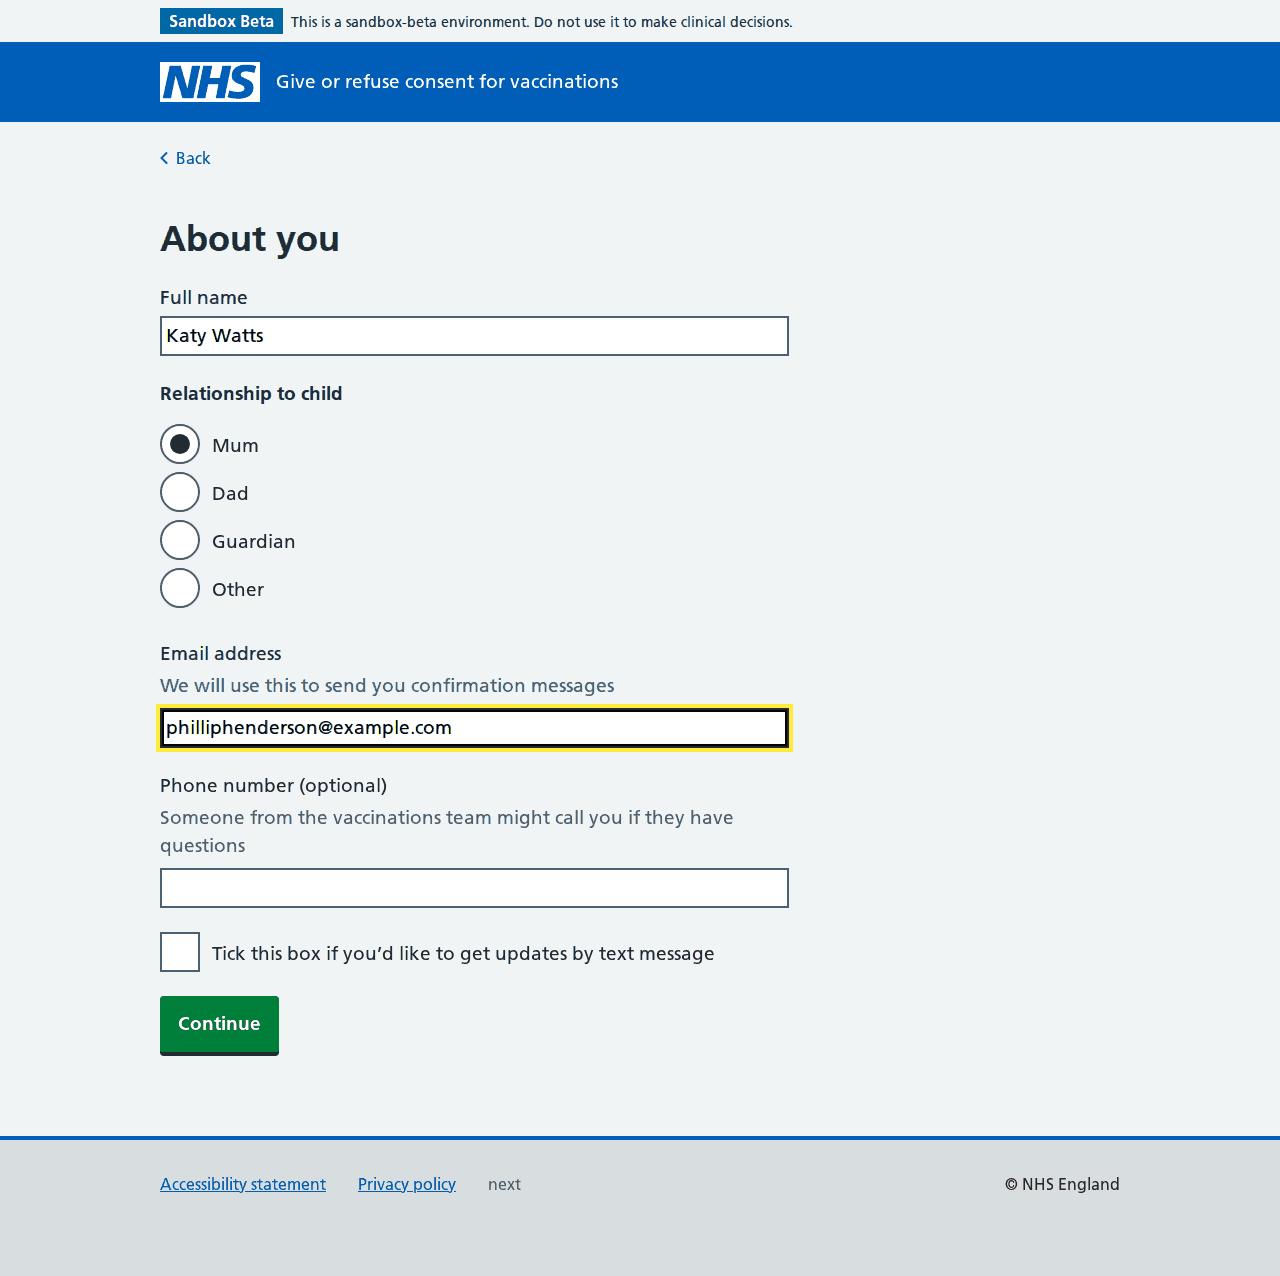 Sandbox Beta This is a sandbox-beta environment. Do not use it to make clinical decisions.
NHS Give or refuse consent for vaccinations
Back
About you
Full name
Katy Watts
Relationship to child
Mum
Dad
Guardian
Other
Email address
We will use this to send you confirmation messages
philliphenderson@example.com
Phone number (optional)
Someone from the vaccinations team might call you if they have
questions
Tick this box if you’d like to get updates by text message
Continue
Accessibility statement Privacy policy next © NHS England